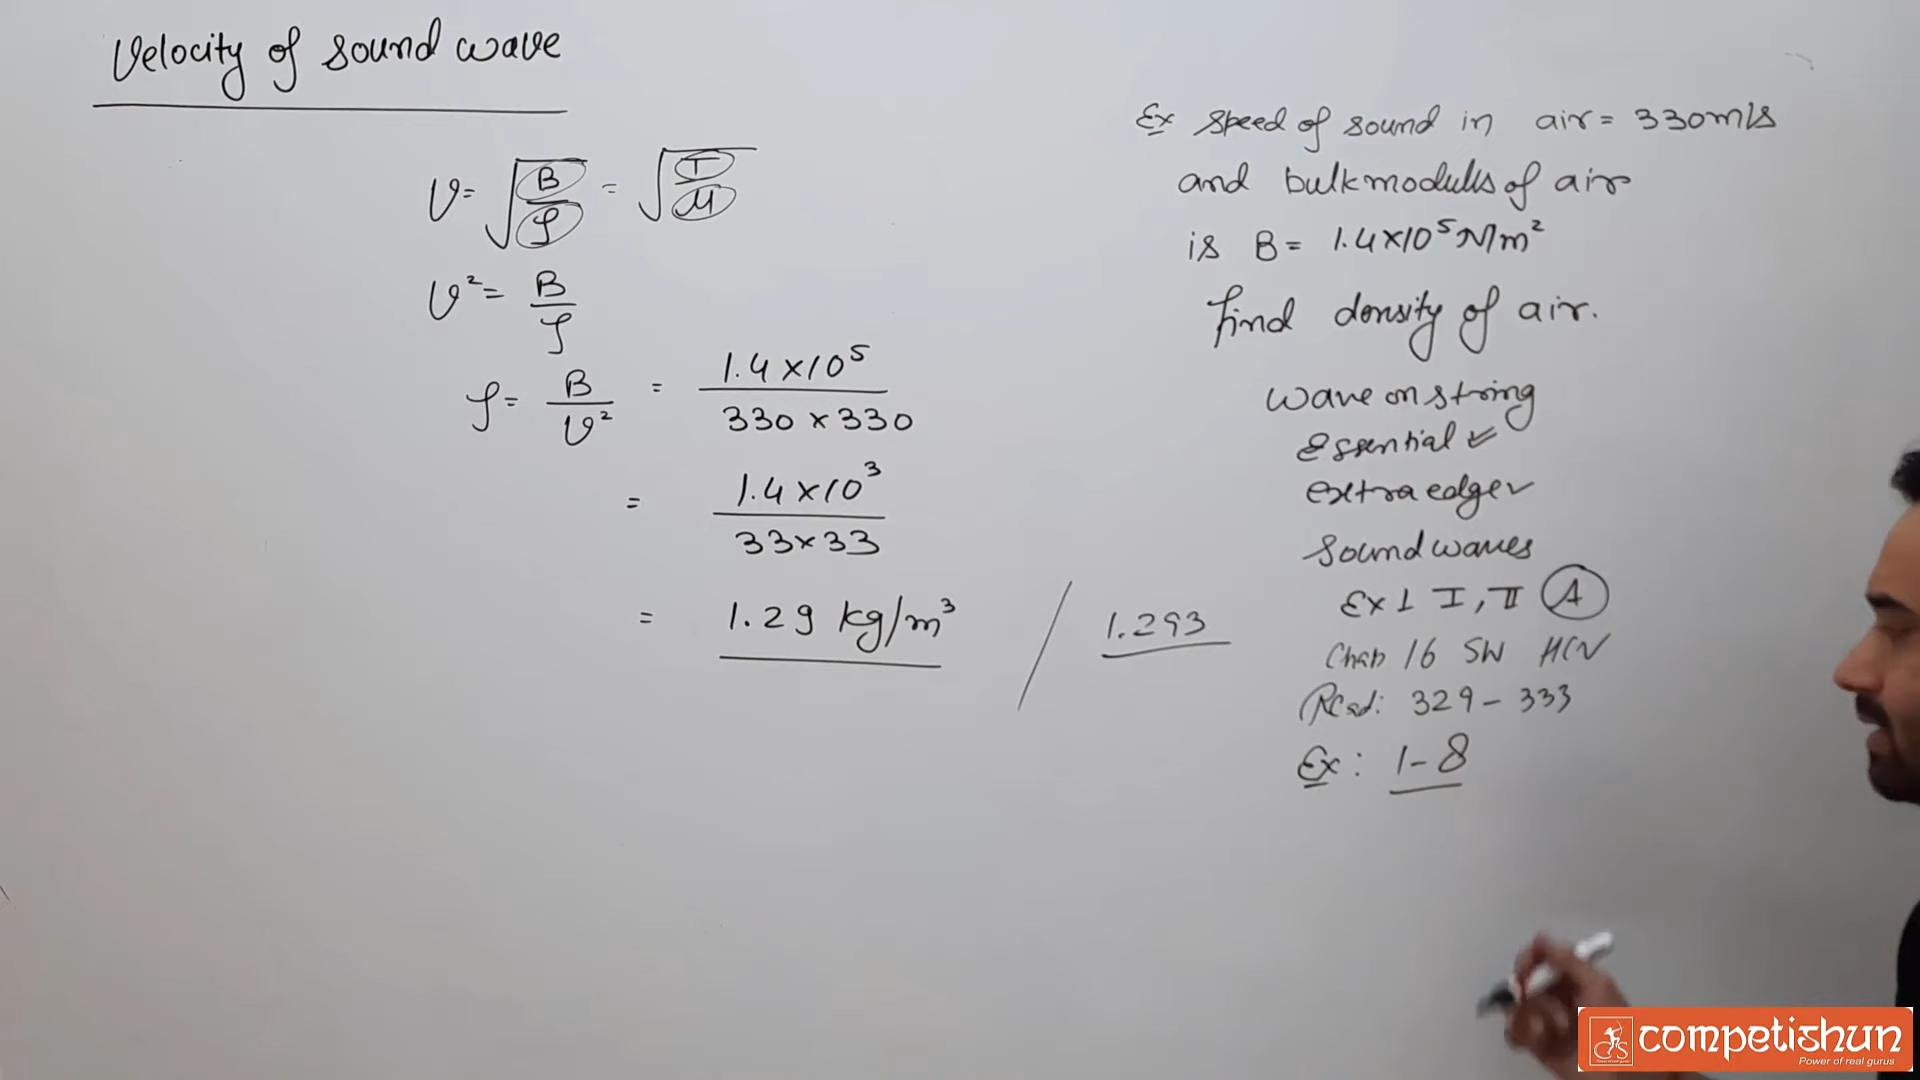 Velocity of sound wave
v = √(B/ρ) = √(T/μ)
v² = B/ρ
ρ = B/v² = 1.4×10⁵/330×330
= 1.4×10³/33×33
= 1.29 kg/m³ / 1.293
Ex speed of sound in air = 330m/s
and bulkmodulus of air
is B = 1.4×10⁵ N/m²
find density of air.
wave on string
Essential ✓
extra edge ✓
Sound waves
Ex 1 I, II A
Chap 16 SW HCV
Read: 329 - 333
Ex: 1-8
competishun
Power of real gurus